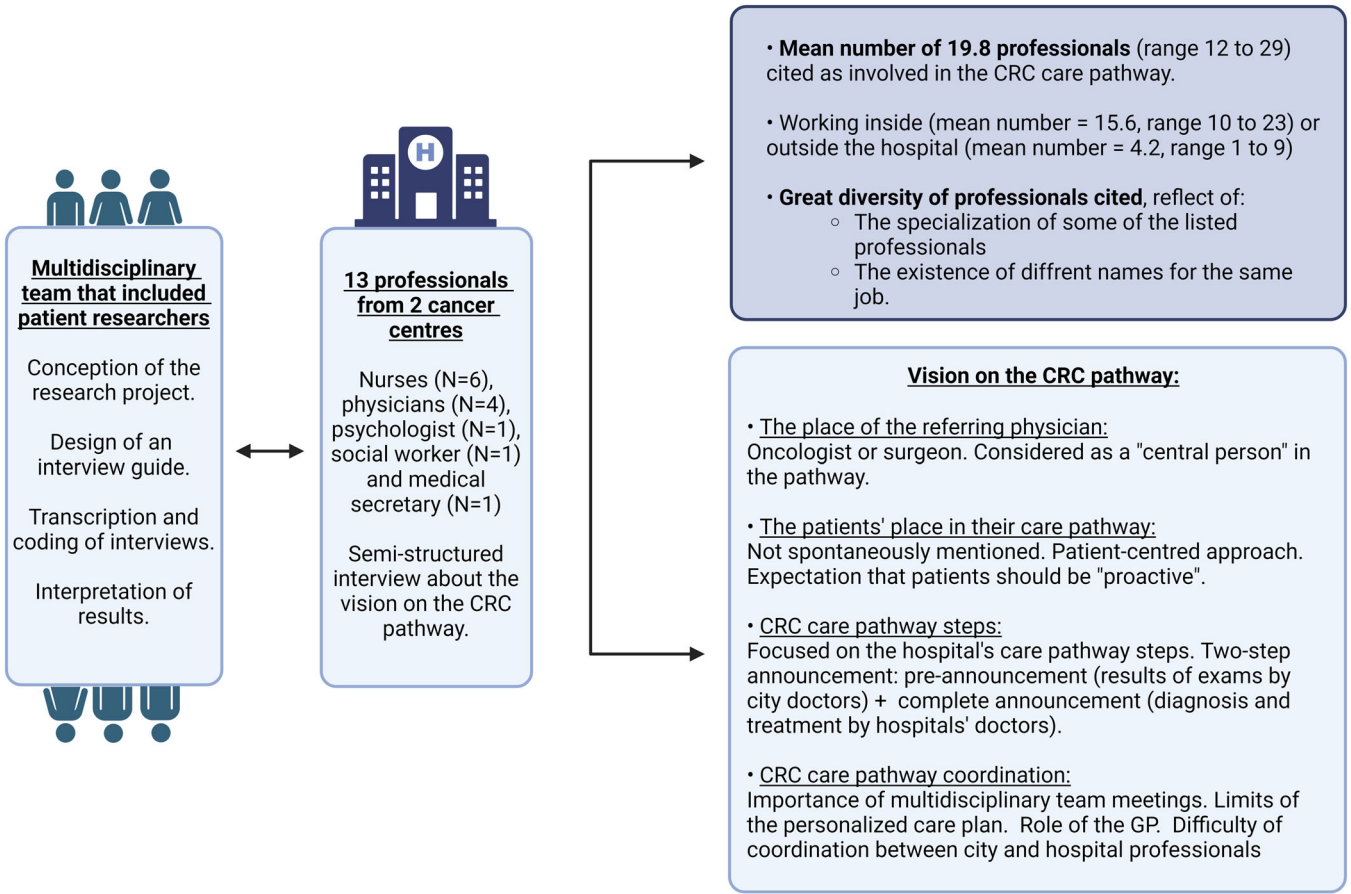 Multidisciplinary
team that included
patient researchers
Conception of the
research project.
Design of an
interview guide.
Transcription and
coding of interviews.
Interpretation of
results.
H
13 professionals
from 2 cancer
centres
Nurses (N=6),
physicians (N=4),
psychologist (N=1),
social worker (N=1)
and medical
secretary (N=1)
Semi-structured
interview about the
vision on the CRC
pathway.
• Mean number of 19.8 professionals (range 12 to 29)
cited as involved in the CRC care pathway.
• Working inside (mean number = 15.6, range 10 to 23) or
outside the hospital (mean number = 4.2, range 1 to 9)
• Great diversity of professionals cited, reflect of:
○ The specialization of some of the listed
professionals
○ The existence of diffrent names for the same
job.
Vision on the CRC pathway:
• The place of the referring physician:
Oncologist or surgeon. Considered as a "central person" in
the pathway.
• The patients' place in their care pathway:
Not spontaneously mentioned. Patient-centred approach.
Expectation that patients should be "proactive".
• CRC care pathway steps:
Focused on the hospital's care pathway steps. Two-step
announcement: pre-announcement (results of exams by
city doctors) + complete announcement (diagnosis and
treatment by hospitals' doctors).
• CRC care pathway coordination:
Importance of multidisciplinary team meetings. Limits of
the personalized care plan. Role of the GP. Difficulty of
coordination between city and hospital professionals